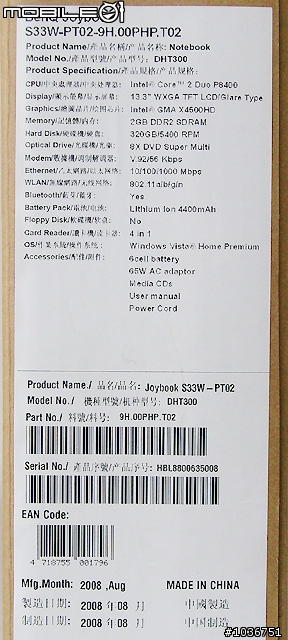 mobile01
BenQ Joybook
S33W-PT02-9H.00PHP.T02
Product Name/產品名稱/产品名称: Notebook
Model No./產品型號/产品型号: DHT300
Product Specification/產品規格/产品规格:
CPU/中央處理器/中央处理器: Intel® Core™ 2 Duo P8400
Display/顯示螢幕/显示屏幕: 13.3" WXGA TFT LCD/Glare Type
Graphics/繪圖晶片/绘图芯片: Intel® GMA X4500HD
Memory/記憶體/内存: 2GB DDR2 SDRAM
Hard Disk/硬碟機/硬盘: 320GB/5400 RPM
Optical Drive/光碟機/光驱: 8X DVD Super Multi
Modem/數據機/调制解调器: V.92/56 Kbps
Ethernet/乙太網路/以太网络: 10/100/1000 Mbps
WLAN/無線網路/无线网络: 802.11a/b/g/n
Bluetooth/藍芽/蓝牙: Yes
Battery Pack/電池/电池: Lithium Ion 4400mAh
Floppy Disk/軟碟機/软盘: No
Card Reader/讀卡機/读卡器: 4 in 1
OS/作業系統/操作系统: Windows Vista® Home Premium
Accessories/配件/附件: 6cell battery
65W AC adaptor
Media CDs
User manual
Power Cord
Product Name./ 品名/品名: Joybook S33W-PT02
Model No./ 機種型號/机种型号: DHT300
Part No./ 料號/料号: 9H.00PHP.T02
Serial No./ 產品序號/产品序号: HBL8800635008
EAN Code:
4 718755 001796
Mfg.Month: 2008 ,Aug MADE IN CHINA
製造日期: 2008 年 08 月 中國製造
制造日期: 2008 年 08 月 中国制造
#1036751